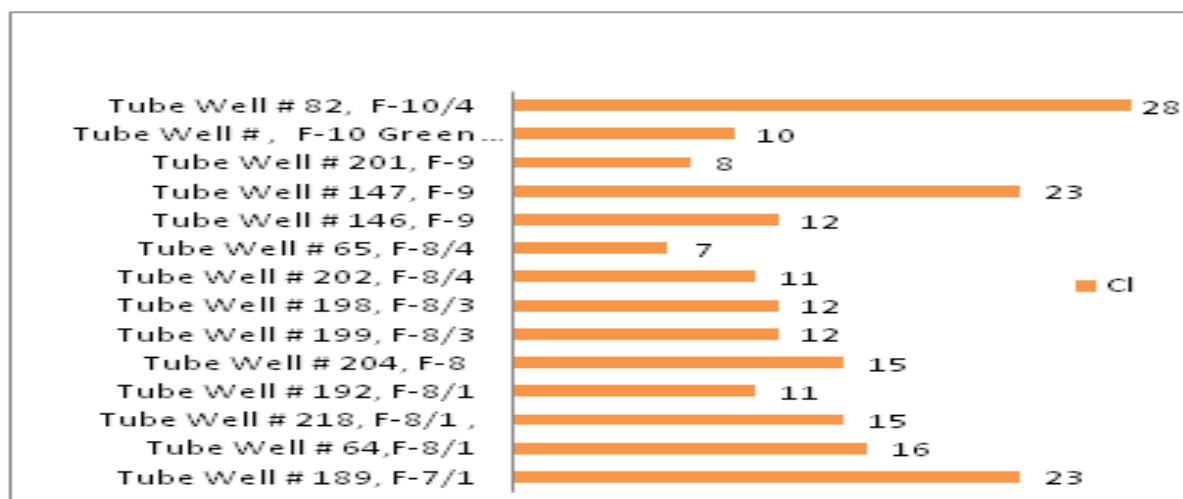 Tube Well # 82, F-10/4 28
Tube Well #, F-10 Green ... 10
Tube Well # 201, F-9 8
Tube Well # 147, F-9 23
Tube Well # 146, F-9 12
Tube Well # 65, F-8/4 7
Tube Well # 202, F-8/4 11
Cl
Tube Well # 198, F-8/3 12
Tube Well # 199, F-8/3 12
Tube Well # 204, F-8 15
Tube Well # 192, F-8/1 11
Tube Well # 218, F-8/1 , 15
Tube Well # 64,F-8/1 16
Tube Well # 189, F-7/1 23